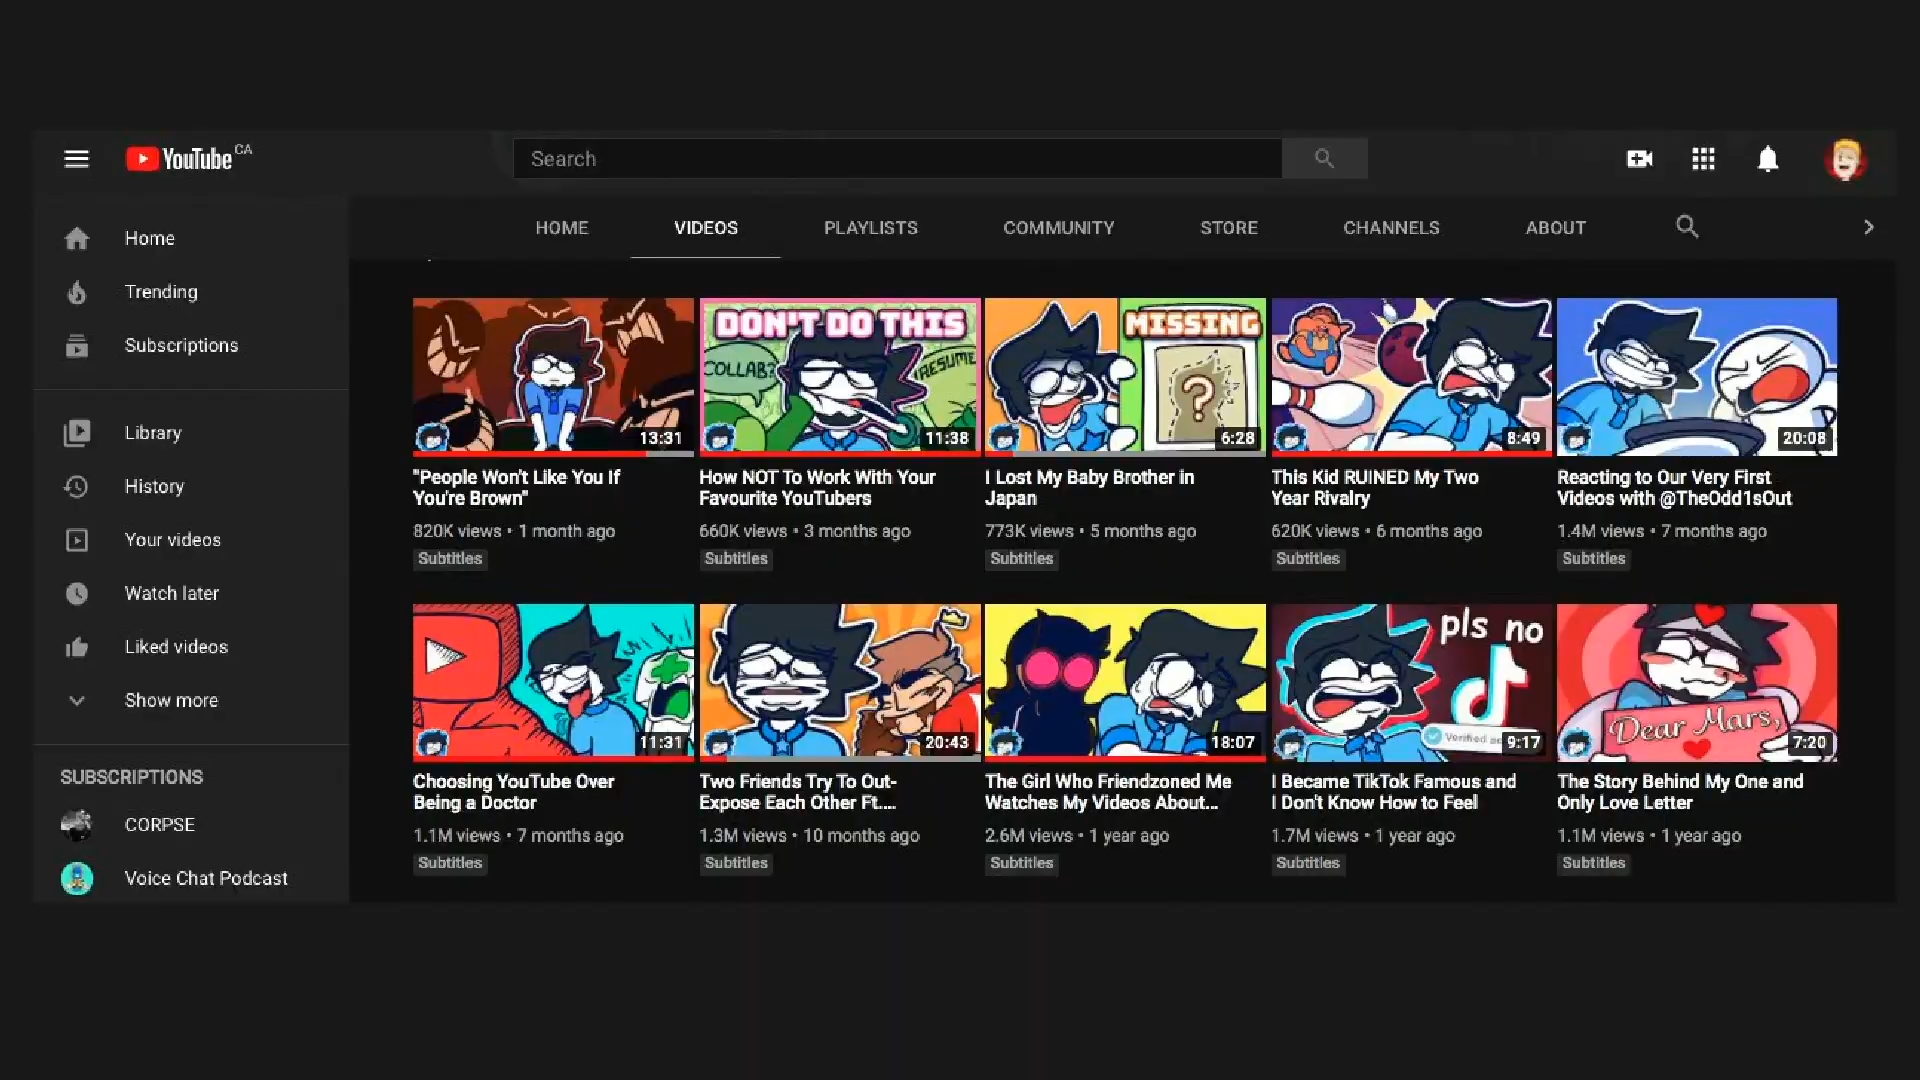 YouTube CA
Search
HOME
VIDEOS
PLAYLISTS
COMMUNITY
STORE
CHANNELS
ABOUT
Home
Trending
Subscriptions
Library
History
Your videos
Watch later
Liked videos
Show more
SUBSCRIPTIONS
CORPSE
Voice Chat Podcast
13:31
"People Won't Like You If
You're Brown"
820K views • 1 month ago
Subtitles
DON'T DO THIS
COLLAB?
RESUME
11:38
How NOT To Work With Your
Favourite YouTubers
660K views • 3 months ago
Subtitles
MISSING
?
6:28
I Lost My Baby Brother in
Japan
773K views • 5 months ago
Subtitles
8:49
This Kid RUINED My Two
Year Rivalry
620K views • 6 months ago
Subtitles
20:08
Reacting to Our Very First
Videos with @TheOdd1sOut
1.4M views • 7 months ago
Subtitles
11:31
Choosing YouTube Over
Being a Doctor
1.1M views • 7 months ago
Subtitles
20:43
Two Friends Try To Out-
Expose Each Other Ft....
1.3M views • 10 months ago
Subtitles
18:07
The Girl Who Friendzoned Me
Watches My Videos About...
2.6M views • 1 year ago
Subtitles
pls no
Verified
9:17
I Became TikTok Famous and
I Don't Know How to Feel
1.7M views • 1 year ago
Subtitles
Dear Mars,
7:20
The Story Behind My One and
Only Love Letter
1.1M views • 1 year ago
Subtitles